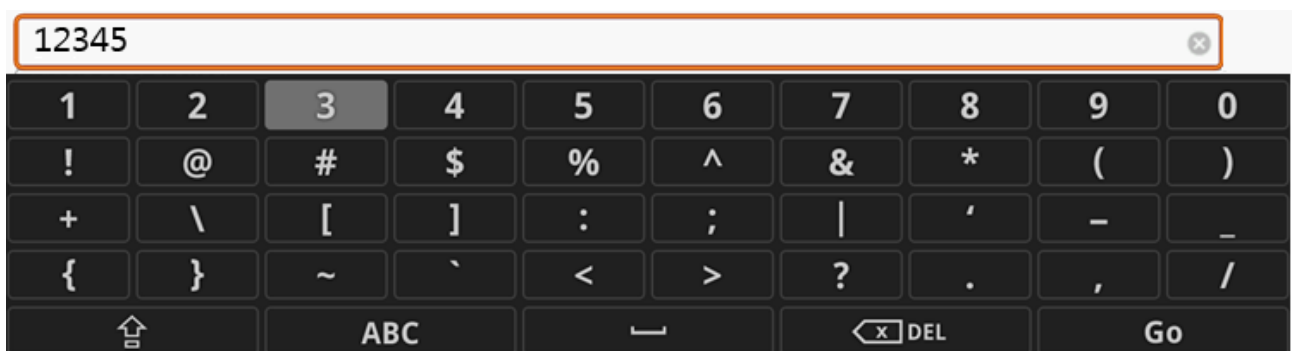 12345
1 2 3 4 5 6 7 8 9 0
! @ # $ % ^ & * ( )
+ \ [ ] : ; | ‘ – _
{ } ~ ` < > ? . , /
ABC x DEL Go